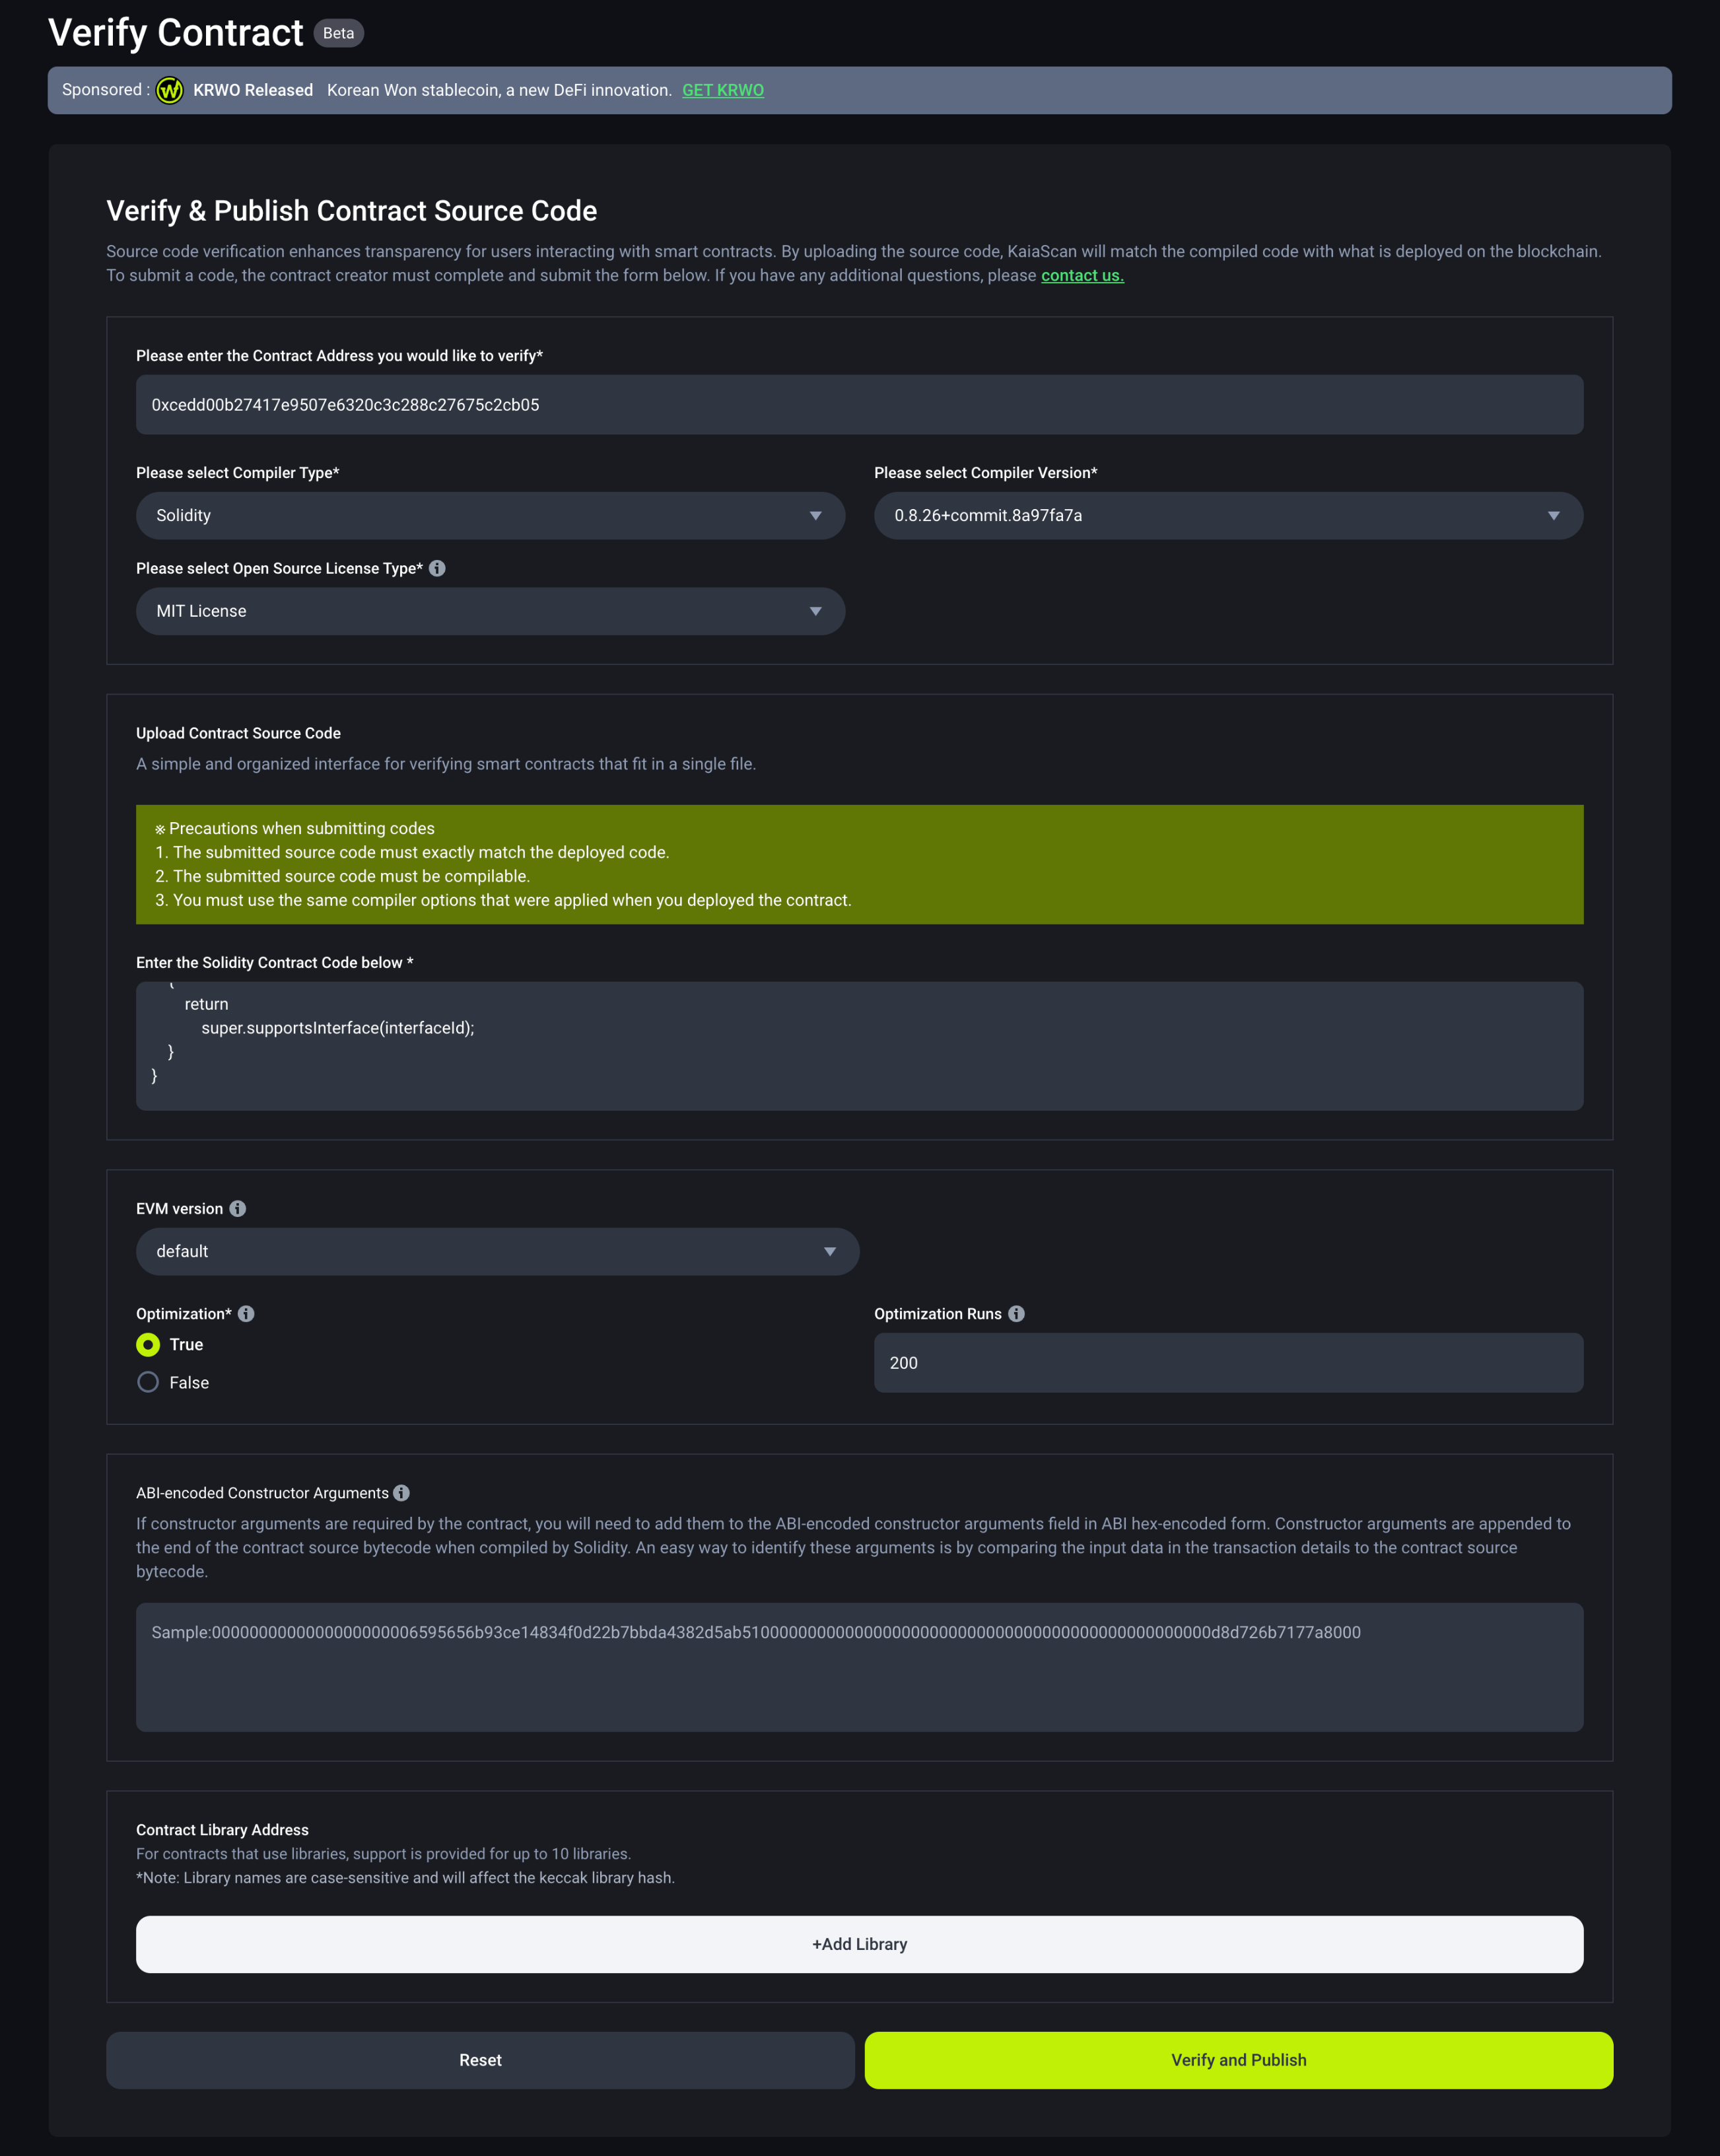 Verify Contract Beta
Sponsored : KRWO Released Korean Won stablecoin, a new DeFi innovation. GET KRWO
Verify & Publish Contract Source Code
Source code verification enhances transparency for users interacting with smart contracts. By uploading the source code, KaiaScan will match the compiled code with what is deployed on the blockchain.
To submit a code, the contract creator must complete and submit the form below. If you have any additional questions, please contact us.
Please enter the Contract Address you would like to verify*
0xcedd00b27417e9507e6320c3c288c27675c2cb05
Please select Compiler Type*
Solidity
Please select Compiler Version*
0.8.26+commit.8a97fa7a
Please select Open Source License Type*
MIT License
Upload Contract Source Code
A simple and organized interface for verifying smart contracts that fit in a single file.
※ Precautions when submitting codes
1. The submitted source code must exactly match the deployed code.
2. The submitted source code must be compilable.
3. You must use the same compiler options that were applied when you deployed the contract.
Enter the Solidity Contract Code below *
{
return
super.supportsInterface(interfaceId);
}
}
EVM version
default
Optimization*
True
False
Optimization Runs
200
ABI-encoded Constructor Arguments
If constructor arguments are required by the contract, you will need to add them to the ABI-encoded constructor arguments field in ABI hex-encoded form. Constructor arguments are appended to
the end of the contract source bytecode when compiled by Solidity. An easy way to identify these arguments is by comparing the input data in the transaction details to the contract source
bytecode.
Contract Library Address
For contracts that use libraries, support is provided for up to 10 libraries.
*Note: Library names are case-sensitive and will affect the keccak library hash.
+Add Library
Reset
Verify and Publish